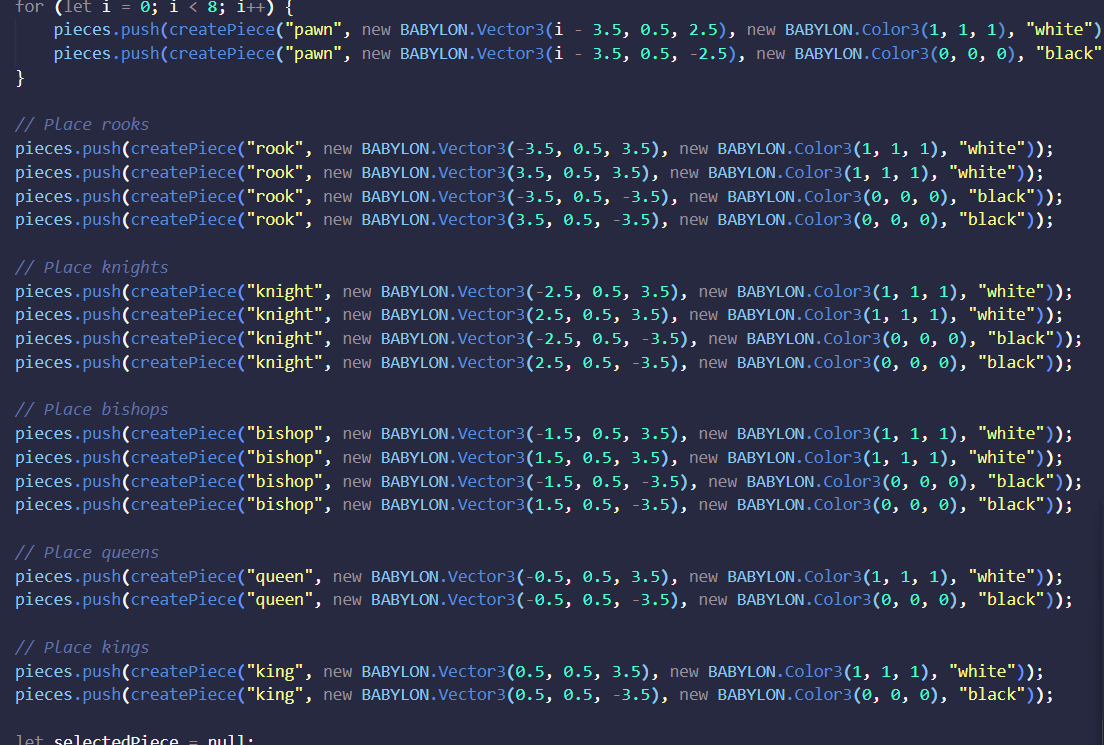 for (let i = 0; i < 8; i++) {
    pieces.push(createPiece("pawn", new BABYLON.Vector3(i - 3.5, 0.5, 2.5), new BABYLON.Color3(1, 1, 1), "white")
    pieces.push(createPiece("pawn", new BABYLON.Vector3(i - 3.5, 0.5, -2.5), new BABYLON.Color3(0, 0, 0), "black"
}

// Place rooks
pieces.push(createPiece("rook", new BABYLON.Vector3(-3.5, 0.5, 3.5), new BABYLON.Color3(1, 1, 1), "white"));
pieces.push(createPiece("rook", new BABYLON.Vector3(3.5, 0.5, 3.5), new BABYLON.Color3(1, 1, 1), "white"));
pieces.push(createPiece("rook", new BABYLON.Vector3(-3.5, 0.5, -3.5), new BABYLON.Color3(0, 0, 0), "black"));
pieces.push(createPiece("rook", new BABYLON.Vector3(3.5, 0.5, -3.5), new BABYLON.Color3(0, 0, 0), "black"));

// Place knights
pieces.push(createPiece("knight", new BABYLON.Vector3(-2.5, 0.5, 3.5), new BABYLON.Color3(1, 1, 1), "white"));
pieces.push(createPiece("knight", new BABYLON.Vector3(2.5, 0.5, 3.5), new BABYLON.Color3(1, 1, 1), "white"));
pieces.push(createPiece("knight", new BABYLON.Vector3(-2.5, 0.5, -3.5), new BABYLON.Color3(0, 0, 0), "black"));
pieces.push(createPiece("knight", new BABYLON.Vector3(2.5, 0.5, -3.5), new BABYLON.Color3(0, 0, 0), "black"));

// Place bishops
pieces.push(createPiece("bishop", new BABYLON.Vector3(-1.5, 0.5, 3.5), new BABYLON.Color3(1, 1, 1), "white"));
pieces.push(createPiece("bishop", new BABYLON.Vector3(1.5, 0.5, 3.5), new BABYLON.Color3(1, 1, 1), "white"));
pieces.push(createPiece("bishop", new BABYLON.Vector3(-1.5, 0.5, -3.5), new BABYLON.Color3(0, 0, 0), "black"));
pieces.push(createPiece("bishop", new BABYLON.Vector3(1.5, 0.5, -3.5), new BABYLON.Color3(0, 0, 0), "black"));

// Place queens
pieces.push(createPiece("queen", new BABYLON.Vector3(-0.5, 0.5, 3.5), new BABYLON.Color3(1, 1, 1), "white"));
pieces.push(createPiece("queen", new BABYLON.Vector3(-0.5, 0.5, -3.5), new BABYLON.Color3(0, 0, 0), "black"));

// Place kings
pieces.push(createPiece("king", new BABYLON.Vector3(0.5, 0.5, 3.5), new BABYLON.Color3(1, 1, 1), "white"));
pieces.push(createPiece("king", new BABYLON.Vector3(0.5, 0.5, -3.5), new BABYLON.Color3(0, 0, 0), "black"));

let selectedPiece = null;